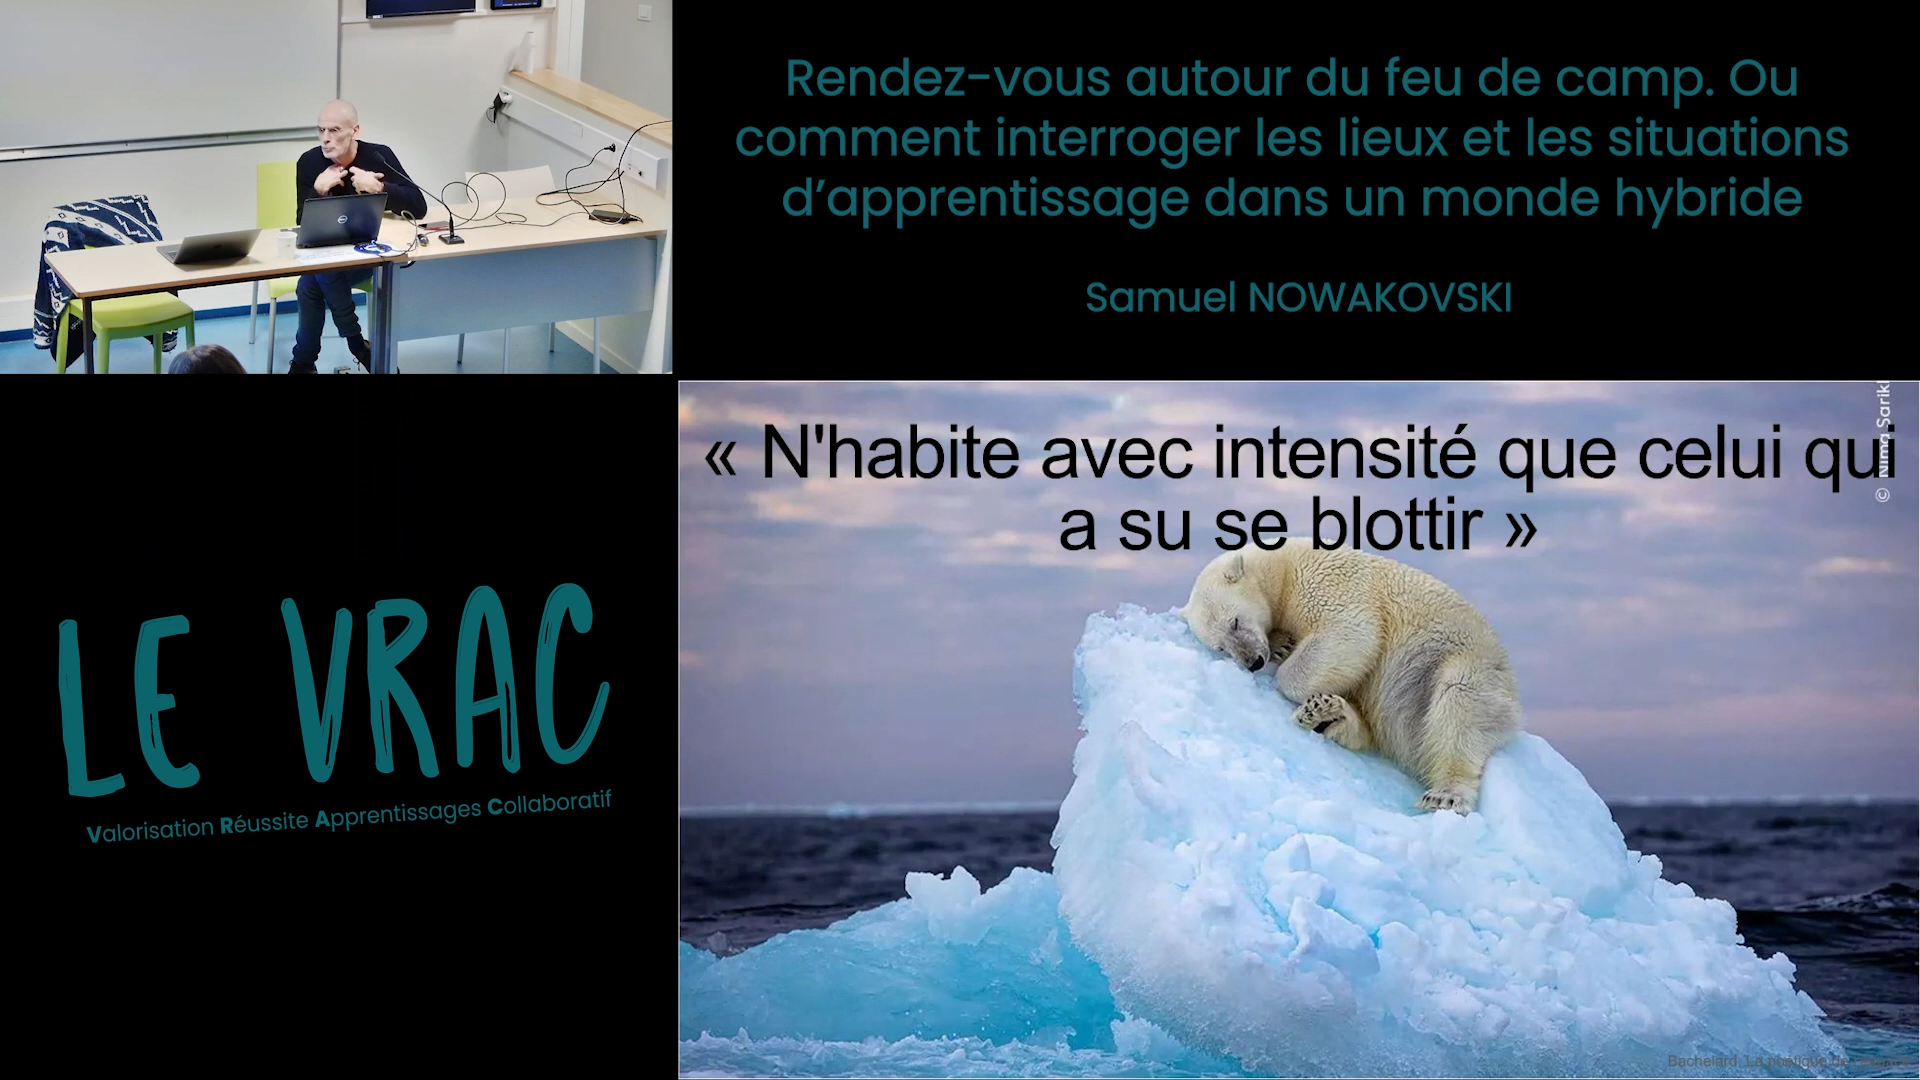 Rendez-vous autour du feu de camp. Ou
comment interroger les lieux et les situations
d’apprentissage dans un monde hybride
Samuel NOWAKOVSKI
« N'habite avec intensité que celui qui
a su se blottir »
© Nima Sarik
LE VRAC
Valorisation Réussite Apprentissages Collaboratif
Bachelard, La poétique de